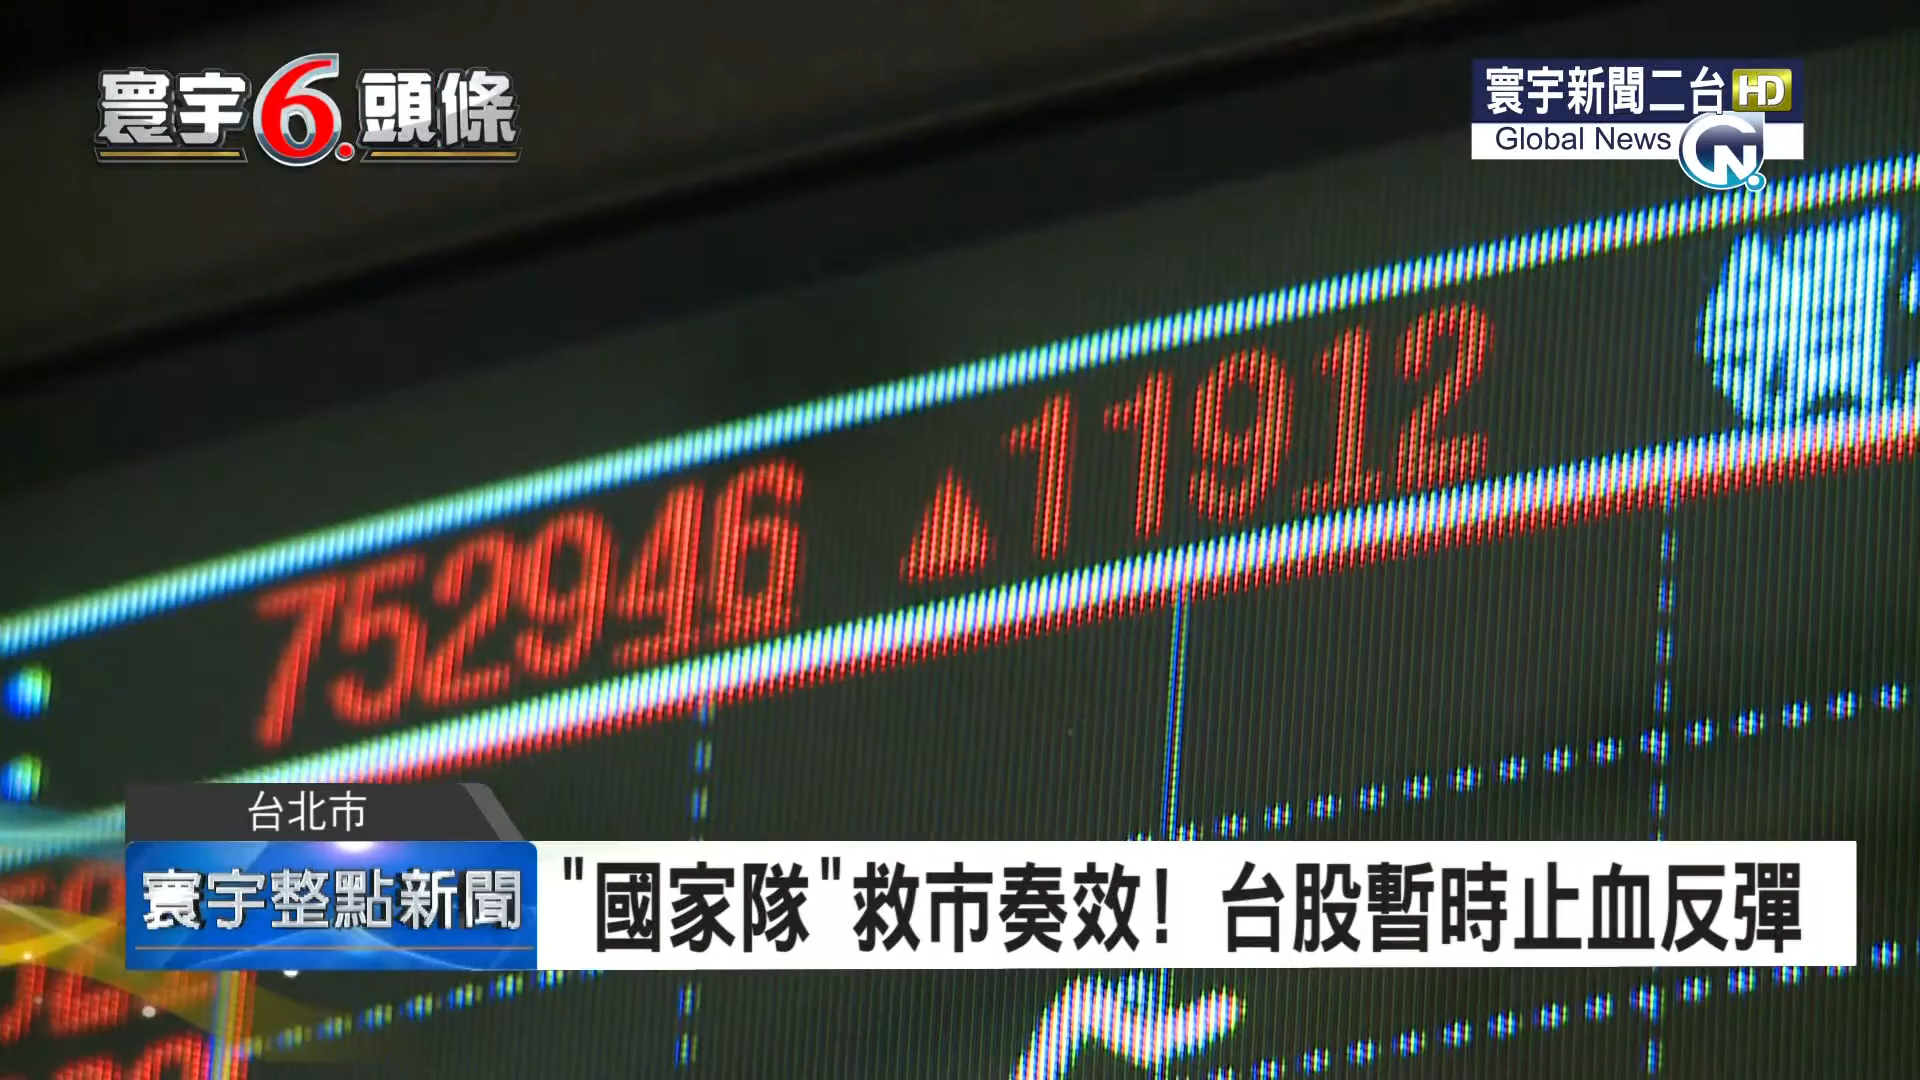 寰宇6.頭條
寰宇新聞二台HD
Global News
752946 ▲11912
台北市
寰宇整點新聞
"國家隊"救市奏效! 台股暫時止血反彈